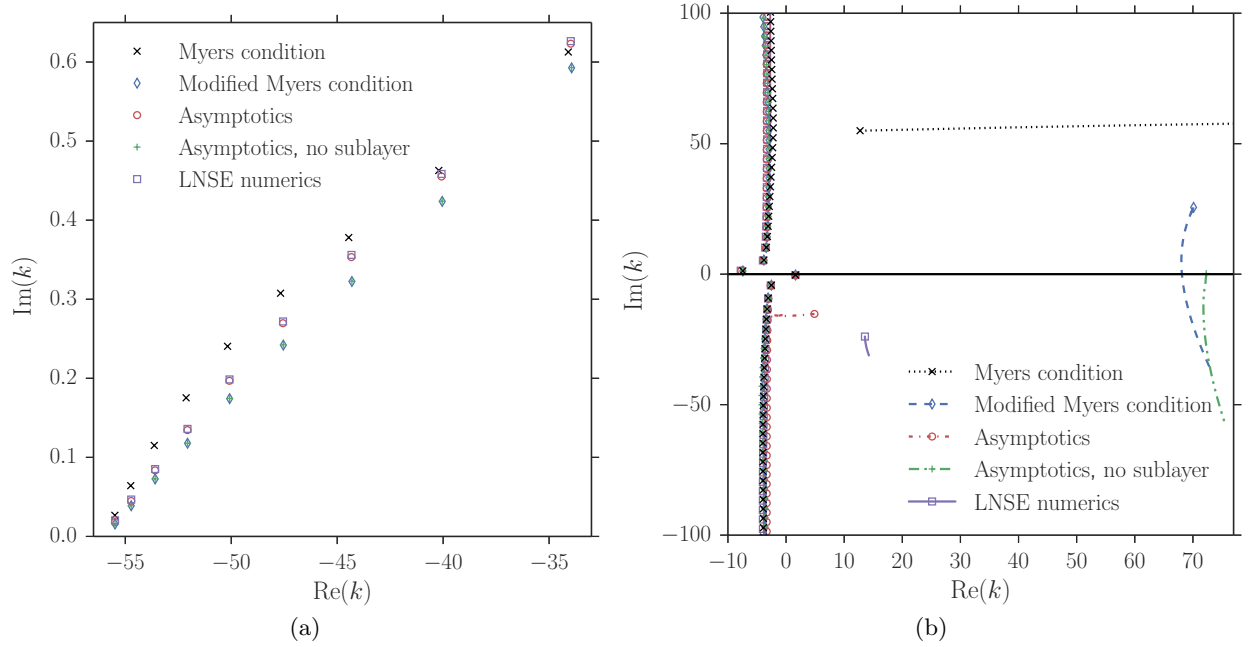 0.6
0.5
0.4
0.3
0.2
0.1
0.0
Im(k)
−55
−50
−45
−40
−35
Re(k)
Myers condition
Modified Myers condition
Asymptotics
Asymptotics, no sublayer
LNSE numerics
(a)
100
50
0
−50
−100
Im(k)
−10
0
10
20
30
40
50
60
70
Re(k)
Myers condition
Modified Myers condition
Asymptotics
Asymptotics, no sublayer
LNSE numerics
(b)